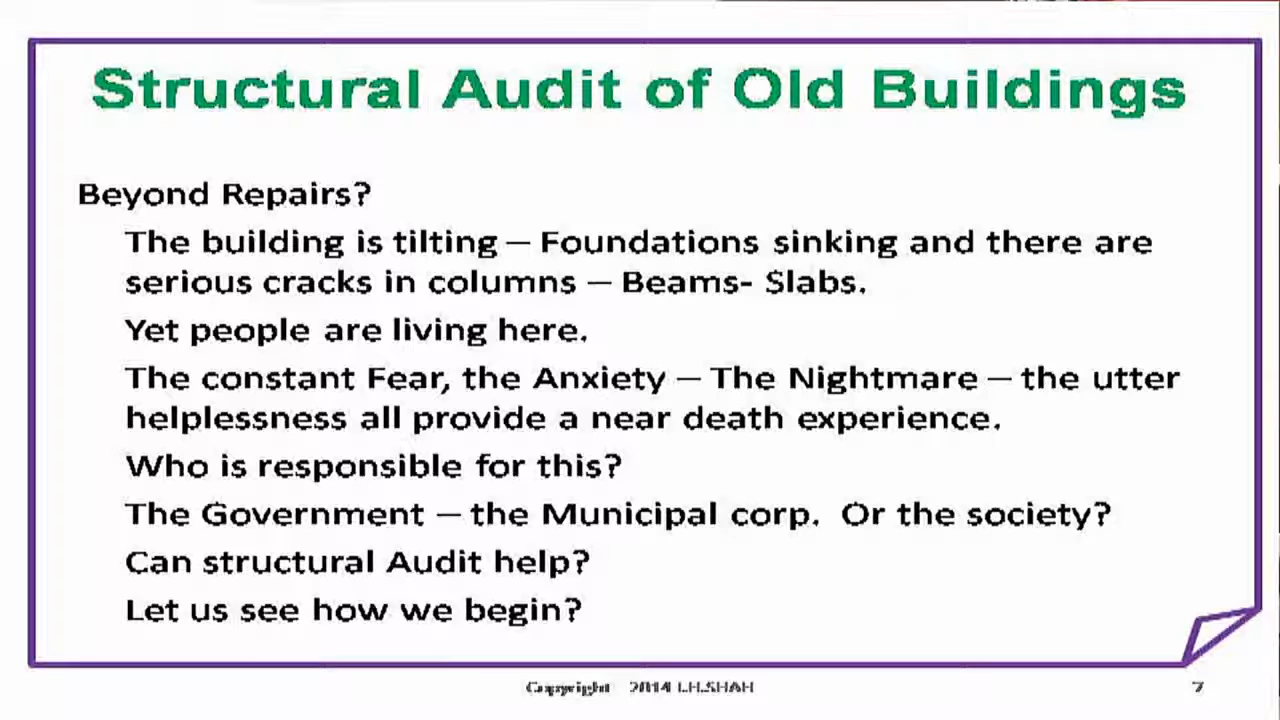 Structural Audit of Old Buildings
Beyond Repairs?
The building is tilting – Foundations sinking and there are
serious cracks in columns – Beams- Slabs.
Yet people are living here.
The constant Fear, the Anxiety – The Nightmare – the utter
helplessness all provide a near death experience.
Who is responsible for this?
The Government – the Municipal corp. Or the society?
Can structural Audit help?
Let us see how we begin?
Copyright 2014 I.H.SHAH
7